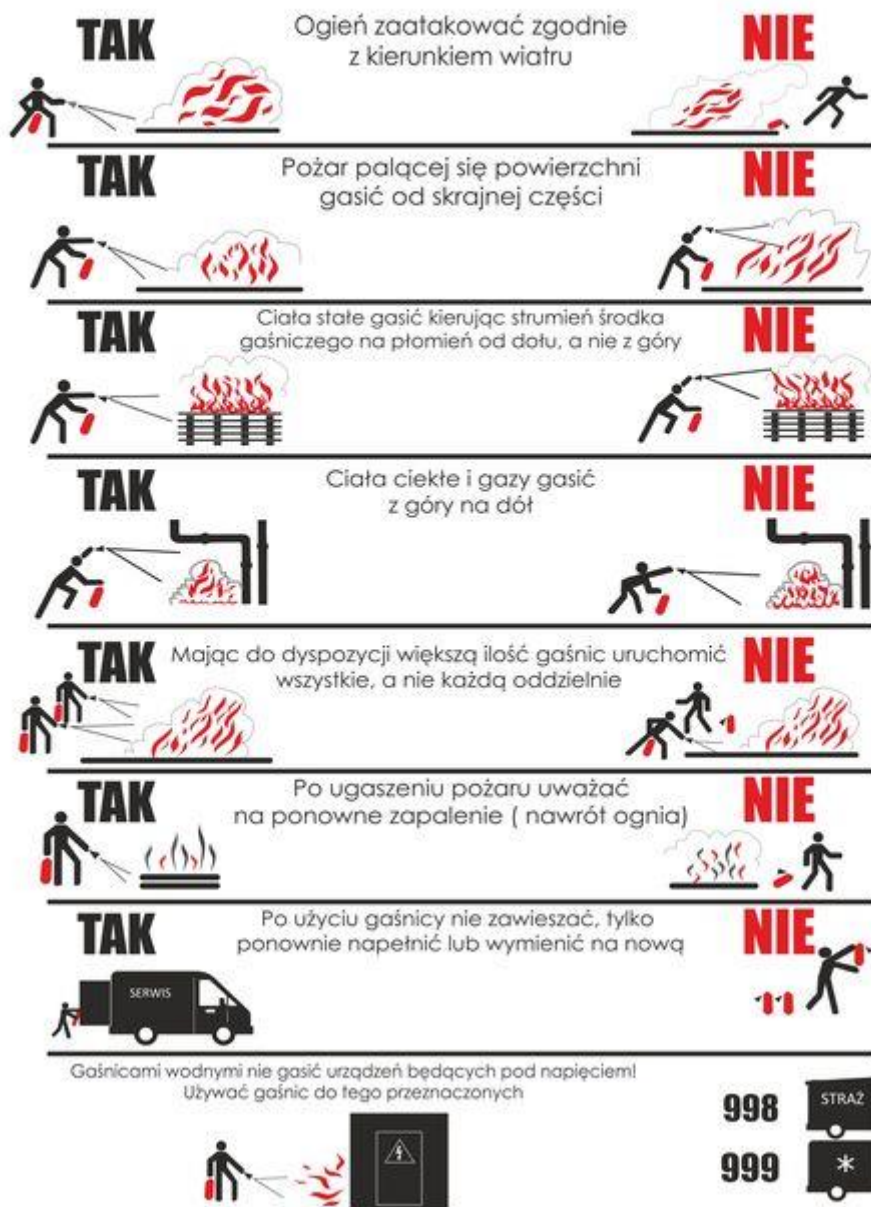 TAK
Ogień zaatakować zgodnie
z kierunkiem wiatru
NIE
TAK
Pożar palącej się powierzchni
gasić od skrajnej części
NIE
TAK
Ciała stałe gasić kierując strumień środka
gaśniczego na płomień od dołu, a nie z góry
NIE
TAK
Ciała ciekłe i gazy gasić
z góry na dół
NIE
TAK
Mając do dyspozycji większą ilość gaśnic uruchomić
wszystkie, a nie każdą oddzielnie
NIE
TAK
Po ugaszeniu pożaru uważać
na ponowne zapalenie ( nawrót ognia)
NIE
TAK
Po użyciu gaśnicy nie zawieszać, tylko
ponownie napełnić lub wymienić na nową
NIE
SERWIS
Gaśnicami wodnymi nie gasić urządzeń będących pod napięciem!
Używać gaśnic do tego przeznaczonych
998
STRAŻ
999